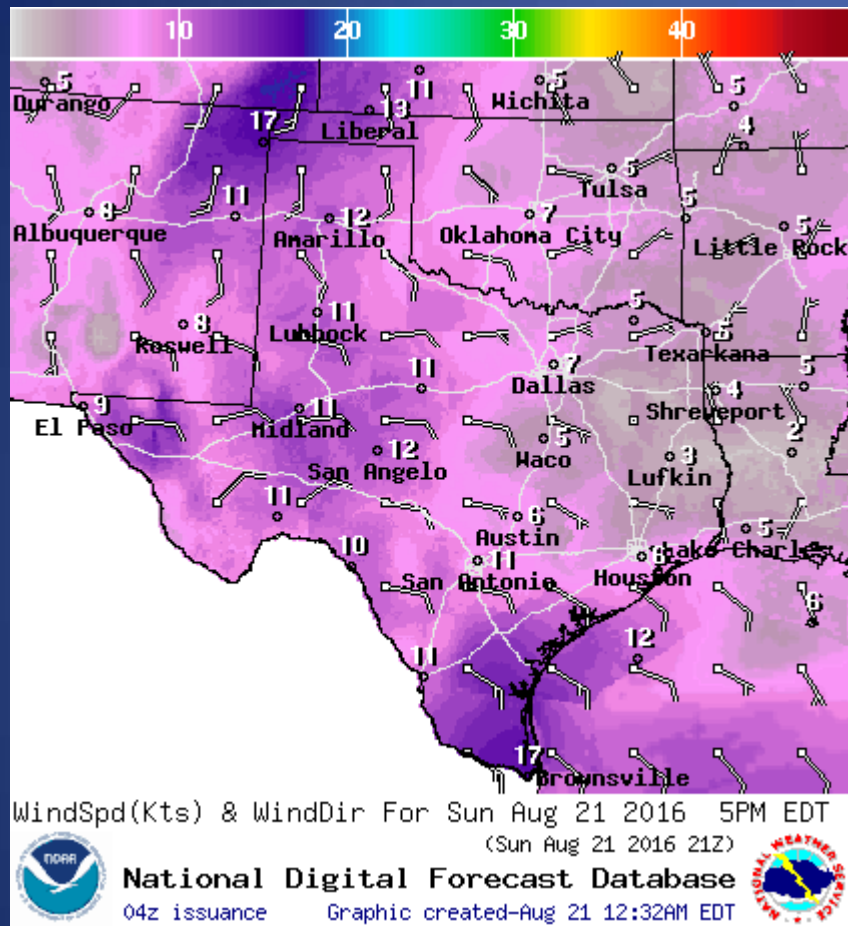 10 20 30 40
5 11 5 5
Durango Wichita
13
Liberal
17 4
5
Tulsa
8 11 12 7 5 5
Albuquerque Amarillo Oklahoma City Little Rock
8 11 5
Roswell Lubbock Texarkana
5
11 7 5
Dallas
9 11 4
El Paso Midland Shreveport
12 5 3 2
San Angelo Waco Lufkin
11 6 5
Austin Lake Charles
10 11 6
San Antonio Houston
6
11 12
17
Brownsville
WindSpd(Kts) & WindDir For Sun Aug 21 2016 5PM EDT
(Sun Aug 21 2016 21Z)
NOAA
National Digital Forecast Database
04z issuance Graphic created-Aug 21 12:32AM EDT
NATIONAL WEATHER SERVICE